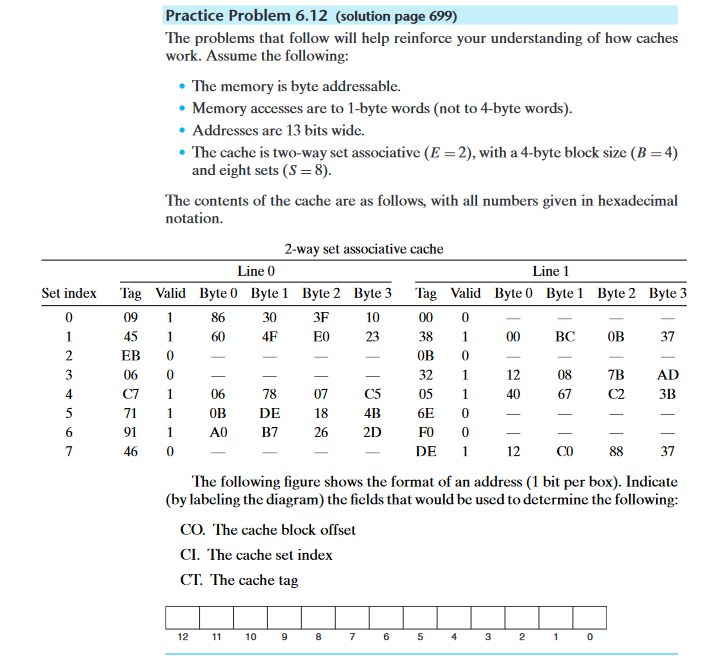 Practice Problem 6.12 (solution page 699)
The problems that follow will help reinforce your understanding of how caches
work. Assume the following:
• The memory is byte addressable.
• Memory accesses are to 1-byte words (not to 4-byte words).
• Addresses are 13 bits wide.
• The cache is two-way set associative (E = 2), with a 4-byte block size (B = 4)
and eight sets (S = 8).
The contents of the cache are as follows, with all numbers given in hexadecimal
notation.
2-way set associative cache
Line 0 Line 1
Set index Tag Valid Byte 0 Byte 1 Byte 2 Byte 3 Tag Valid Byte 0 Byte 1 Byte 2 Byte 3
0 09 1 86 30 3F 10 00 0 — — — —
1 45 1 60 4F E0 23 38 1 00 BC 0B 37
2 EB 0 — — — — 0B 0 — — — —
3 06 0 — — — — 32 1 12 08 7B AD
4 C7 1 06 78 07 C5 05 1 40 67 C2 3B
5 71 1 0B DE 18 4B 6E 0 — — — —
6 91 1 A0 B7 26 2D F0 0 — — — —
7 46 0 — — — — DE 1 12 C0 88 37
The following figure shows the format of an address (1 bit per box). Indicate
(by labeling the diagram) the fields that would be used to determine the following:
CO. The cache block offset
CI. The cache set index
CT. The cache tag
12 11 10 9 8 7 6 5 4 3 2 1 0